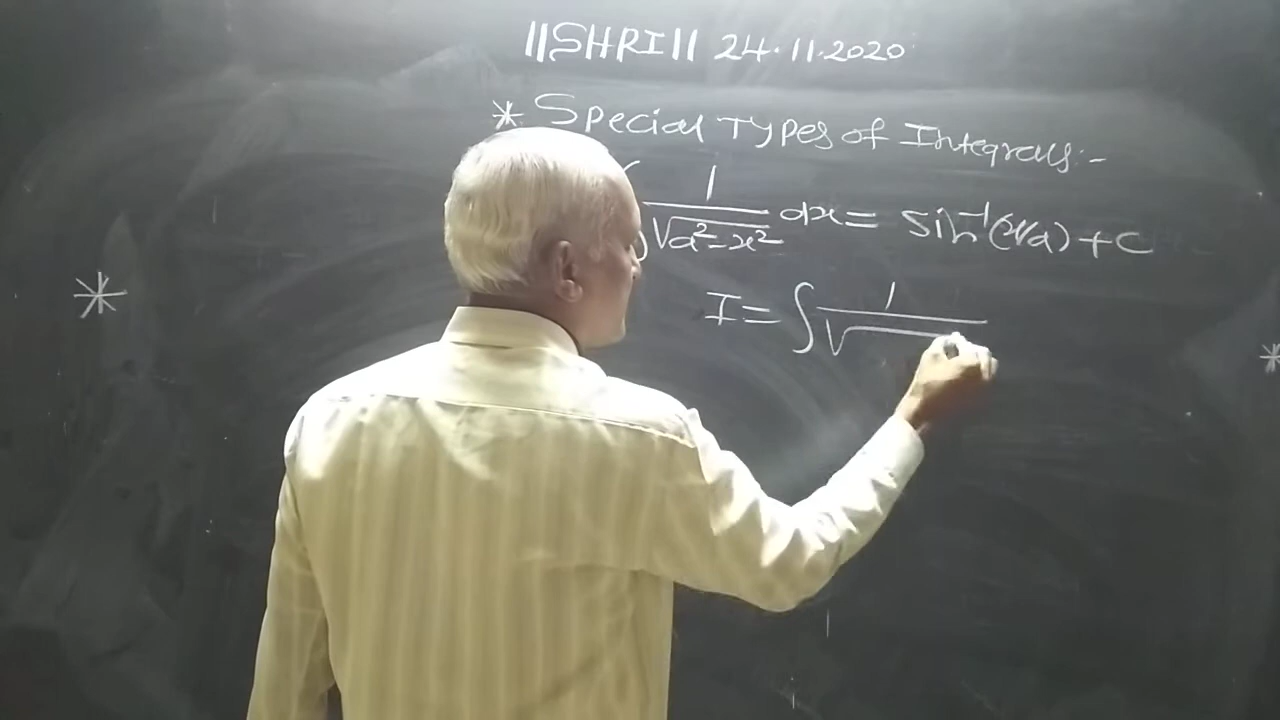 ||SHRI|| 24.11.2020
* Special Types of Integrals:-
∫ 1/√(a²-x²) dx = Sin⁻¹(x/a) + C
I = ∫ 1/√
*
*